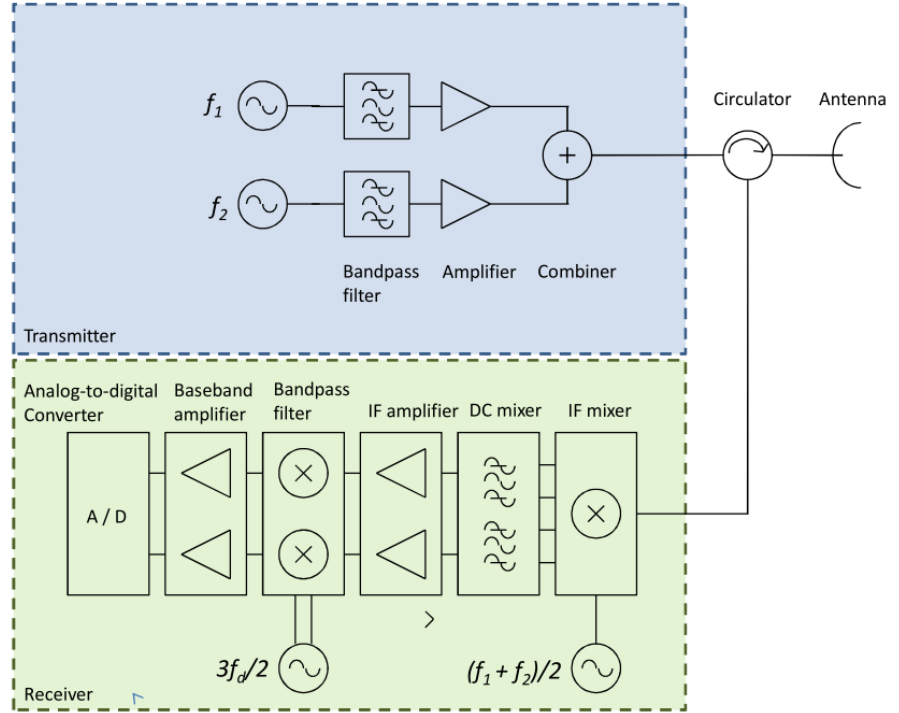 f1
f2
+
Bandpass
filter
Amplifier
Combiner
Transmitter
Circulator
Antenna
Analog-to-digital
Converter
Baseband
amplifier
Bandpass
filter
IF amplifier
DC mixer
IF mixer
A / D
3fd/2
(f1 + f2)/2
Receiver